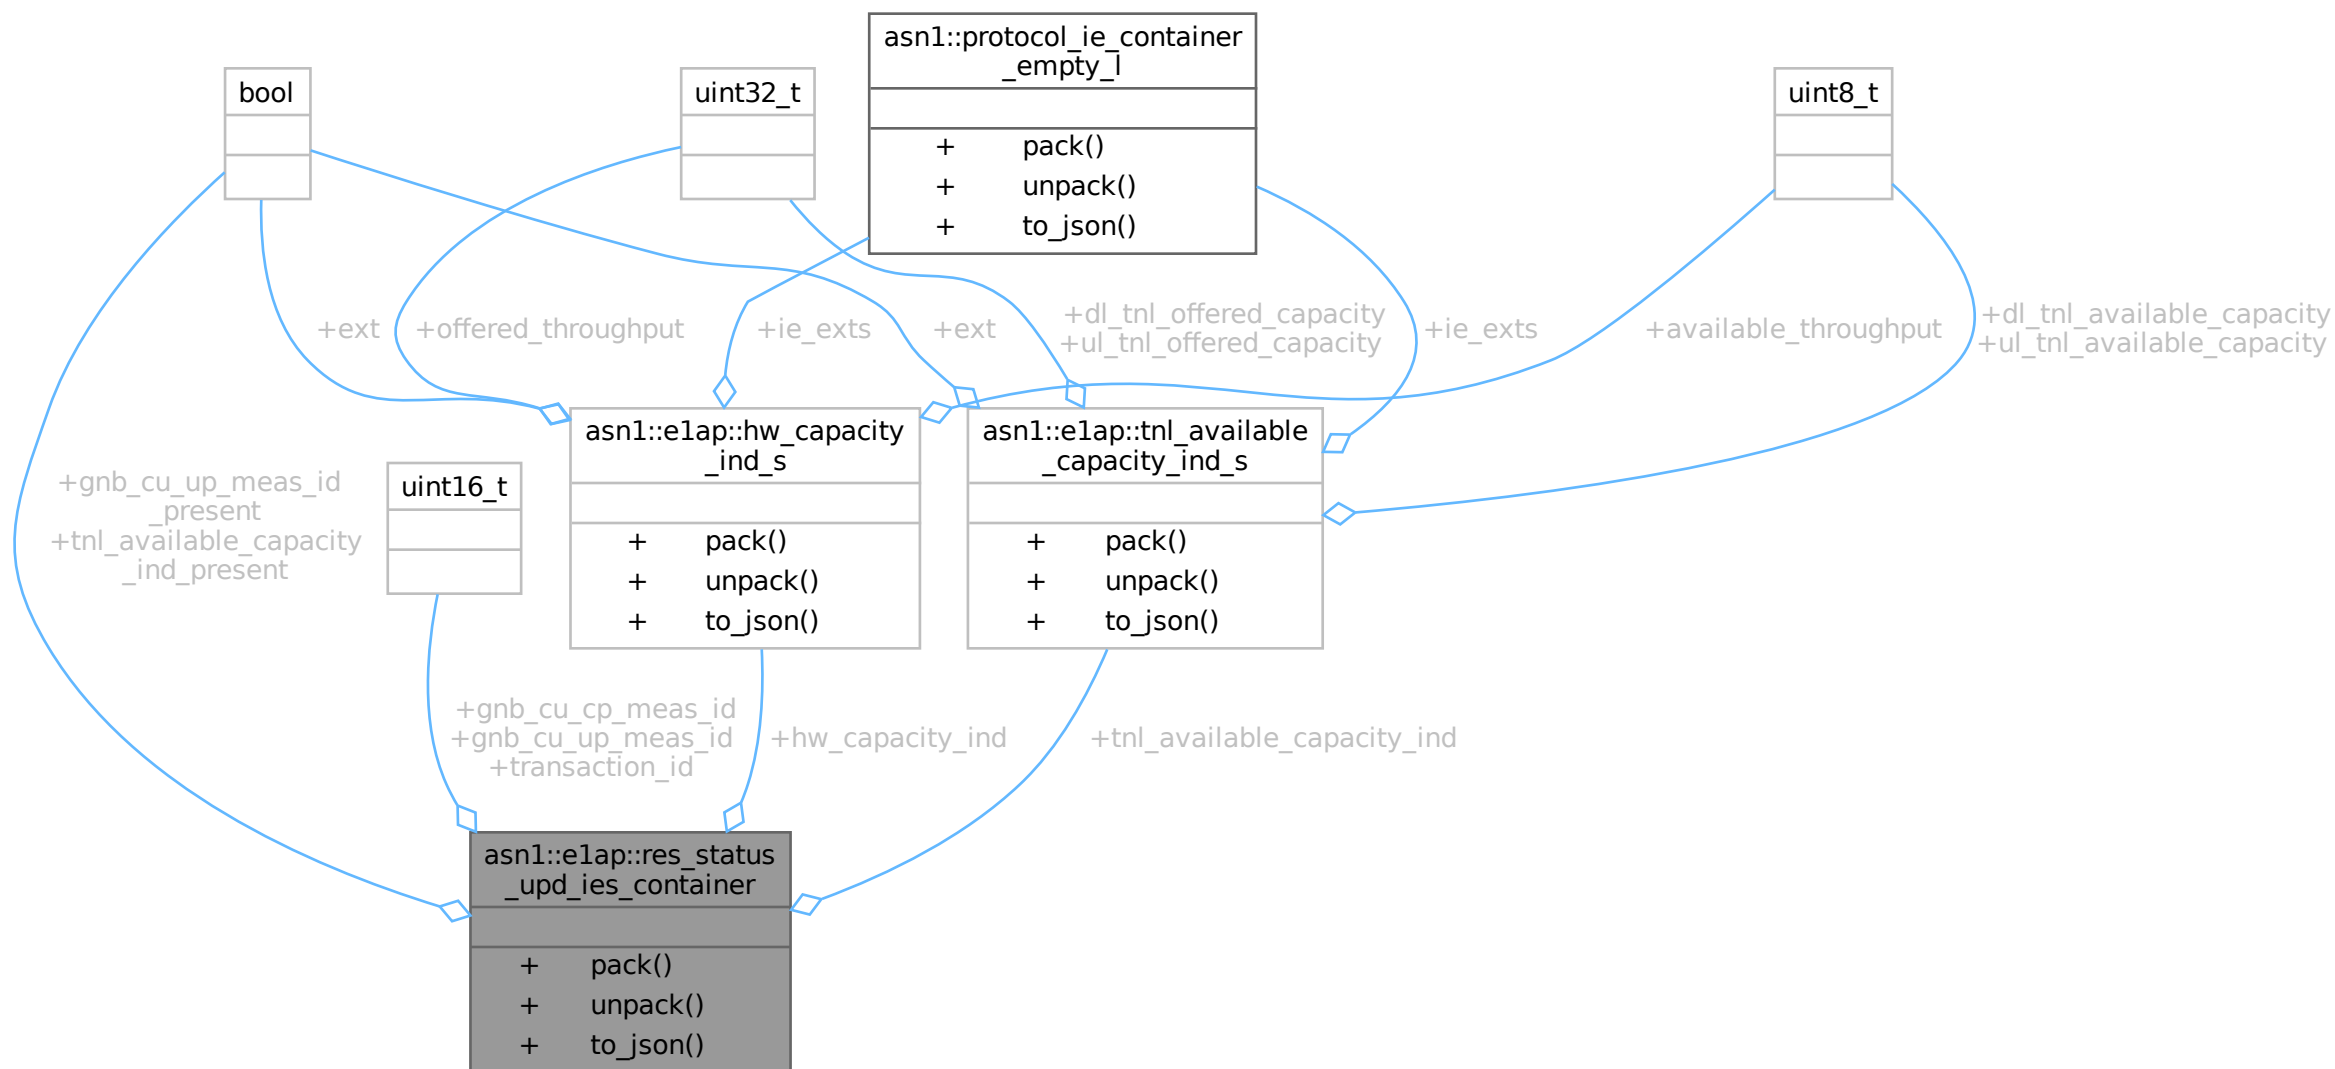 asn1::protocol_ie_container
_empty_l
+ pack()
+ unpack()
+ to_json()
bool
uint32_t
uint8_t
+ext
+offered_throughput
+ie_exts
+ext
+dl_tnl_offered_capacity
+ul_tnl_offered_capacity
+ie_exts
+available_throughput
+dl_tnl_available_capacity
+ul_tnl_available_capacity
asn1::e1ap::hw_capacity
_ind_s
+ pack()
+ unpack()
+ to_json()
asn1::e1ap::tnl_available
_capacity_ind_s
+ pack()
+ unpack()
+ to_json()
+gnb_cu_up_meas_id
_present
+tnl_available_capacity
_ind_present
uint16_t
+gnb_cu_cp_meas_id
+gnb_cu_up_meas_id
+transaction_id
+hw_capacity_ind
+tnl_available_capacity_ind
asn1::e1ap::res_status
_upd_ies_container
+ pack()
+ unpack()
+ to_json()